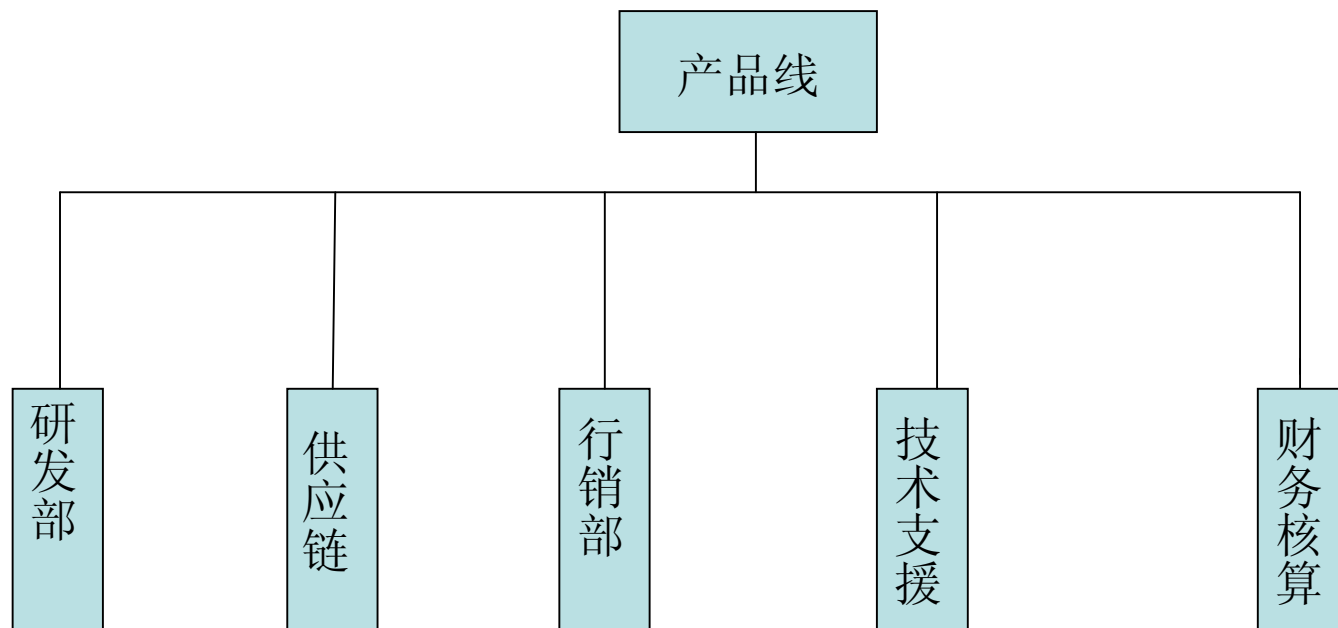 产品线
研发部
供应链
行销部
技术支援
财务核算